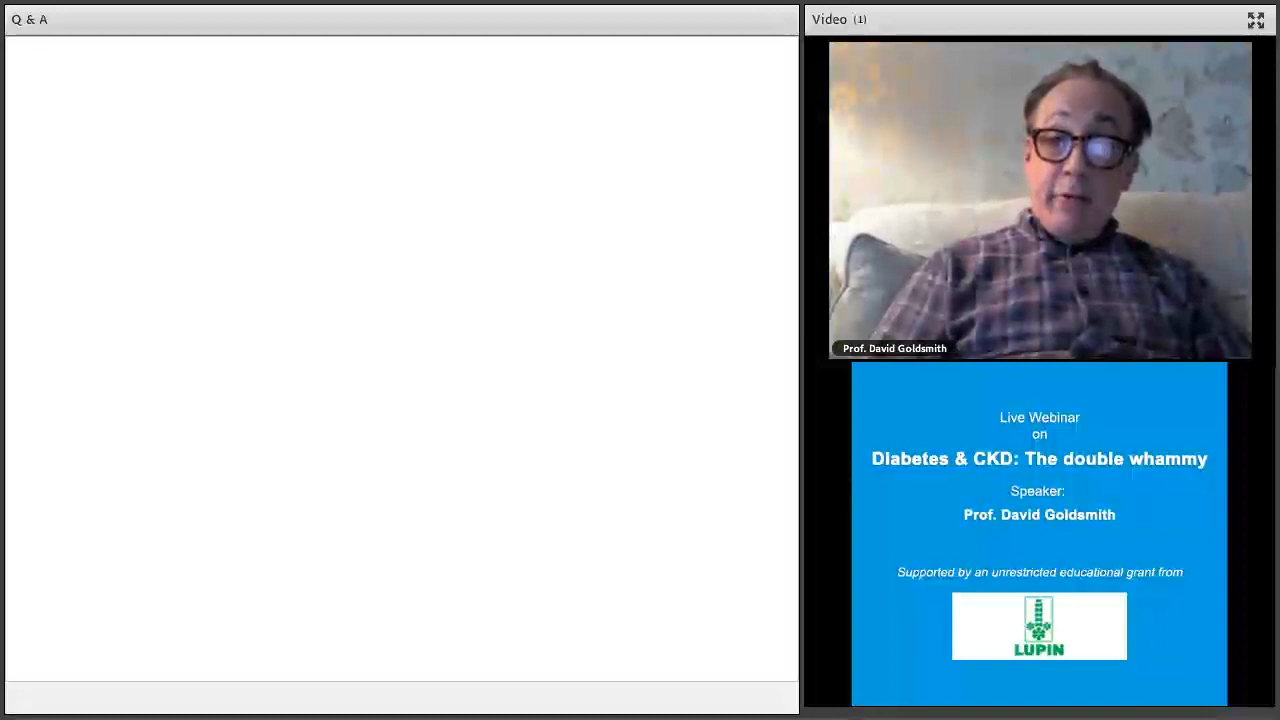 Q & A
Video (1)
Prof. David Goldsmith
Live Webinar
on
Diabetes & CKD: The double whammy
Speaker:
Prof. David Goldsmith
Supported by an unrestricted educational grant from
LUPIN